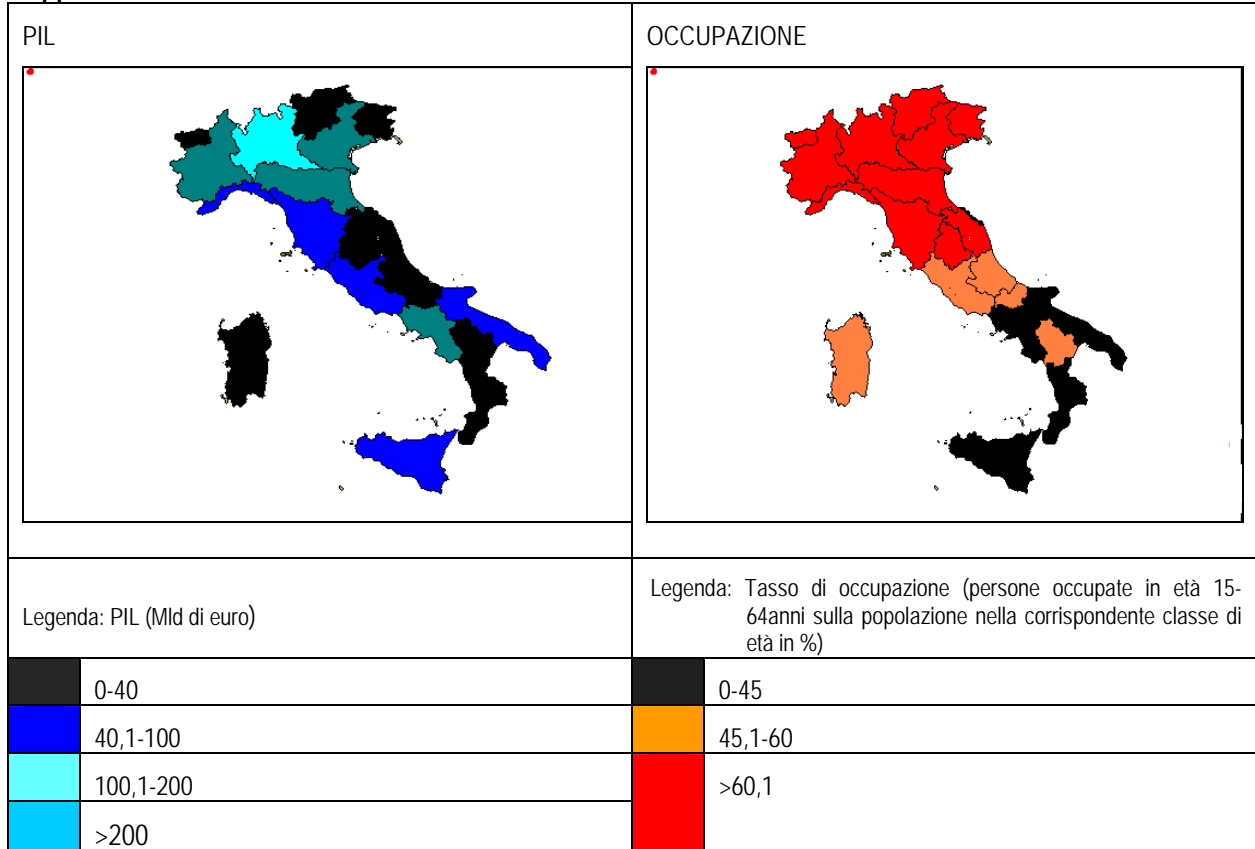 PIL
OCCUPAZIONE
Legenda: PIL (Mld di euro)
Legenda: Tasso di occupazione (persone occupate in età 15-
64anni sulla popolazione nella corrispondente classe di
età in %)
0-40
0-45
40,1-100
45,1-60
100,1-200
>60,1
>200